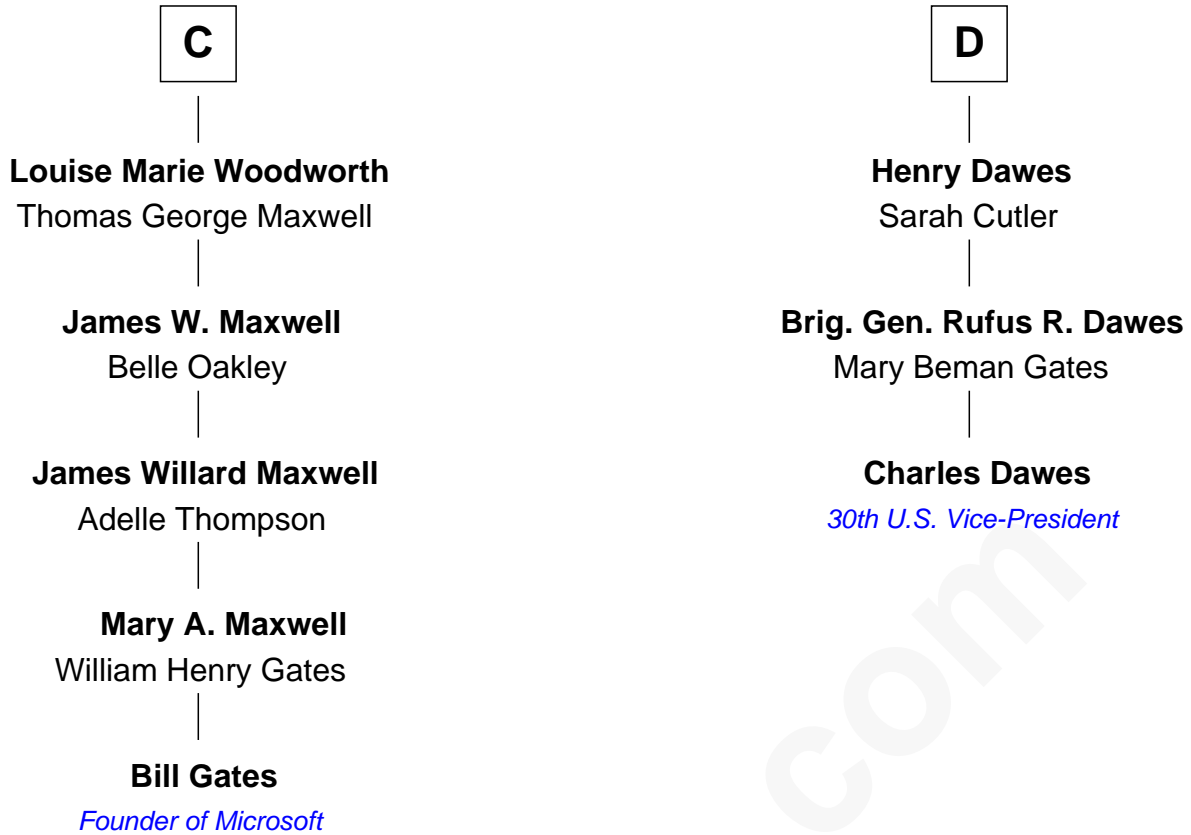 C
Louise Marie Woodworth
Thomas George Maxwell
James W. Maxwell
Belle Oakley
James Willard Maxwell
Adelle Thompson
Mary A. Maxwell
William Henry Gates
Bill Gates
Founder of Microsoft
D
Henry Dawes
Sarah Cutler
Brig. Gen. Rufus R. Dawes
Mary Beman Gates
Charles Dawes
30th U.S. Vice-President
com